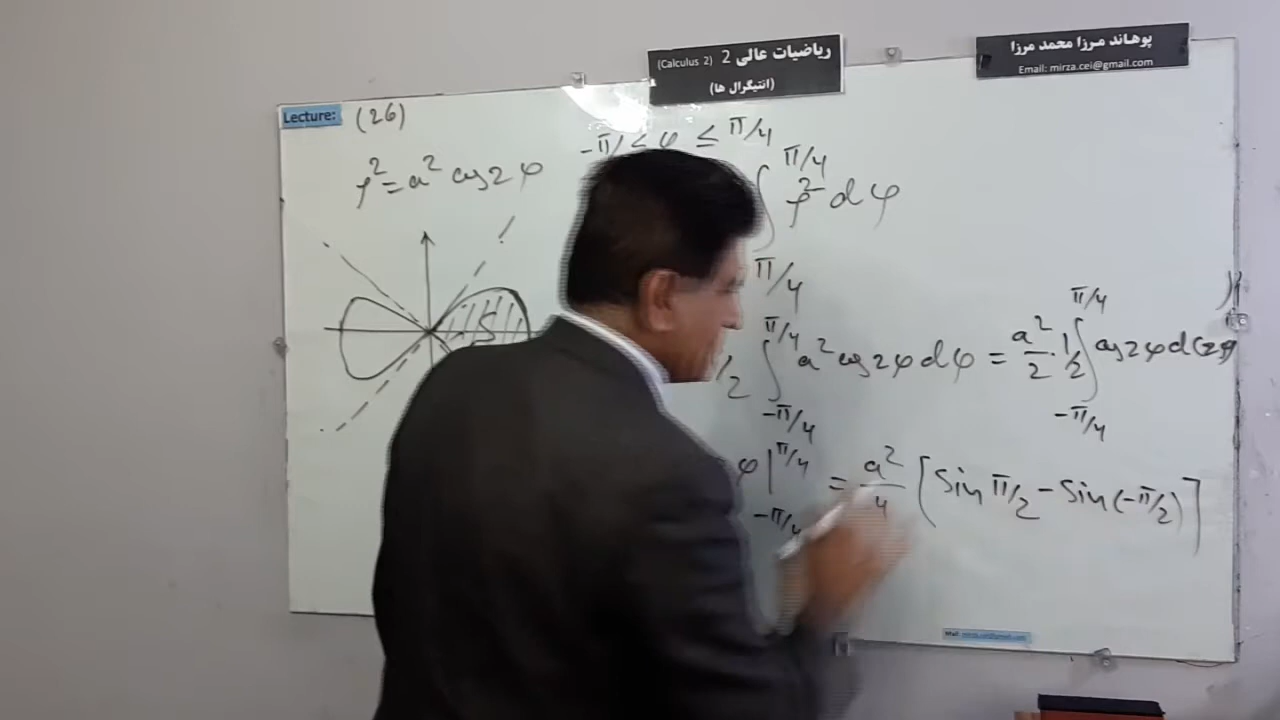 ریاضیات عالی 2 (Calculus 2)
(انتیگرال ها)
پوهاند مرزا محمد مرزا
Email: mirza.cei@gmail.com
Lecture: (26)
ρ² = a² cos 2φ
-π/ ≤ φ ≤ π/4
∫ π/4 ρ² dφ
π/4
/2 ∫ -π/4 π/4 a² cos 2φ dφ = a²/2 · 1/2 ∫ -π/4 π/4 cos 2φ d(2φ)
S
φ | -π/4 π/4 = a²/4 [Sin π/2 - Sin (-π/2)]